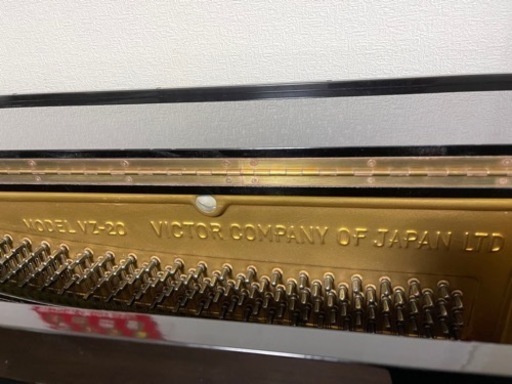 MODEL VZ-20 VICTOR COMPANY OF JAPAN LTD